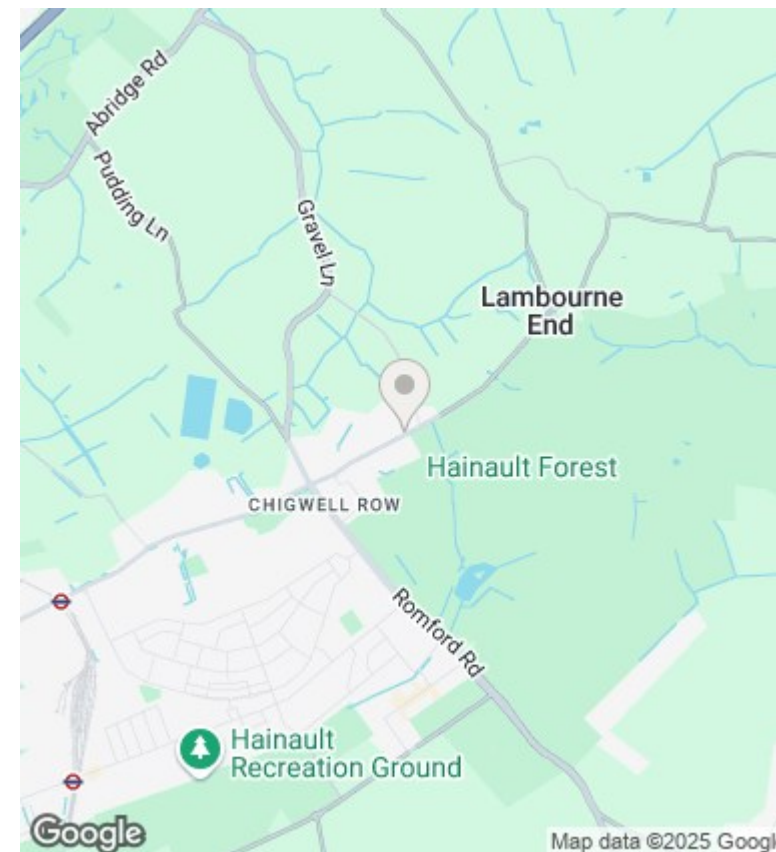 Abridge Rd
Pudding Ln
Gravel Ln
Lambourne
End
Hainault Forest
CHIGWELL ROW
Romford Rd
Hainault
Recreation Ground
Google
Map data ©2025 Googl